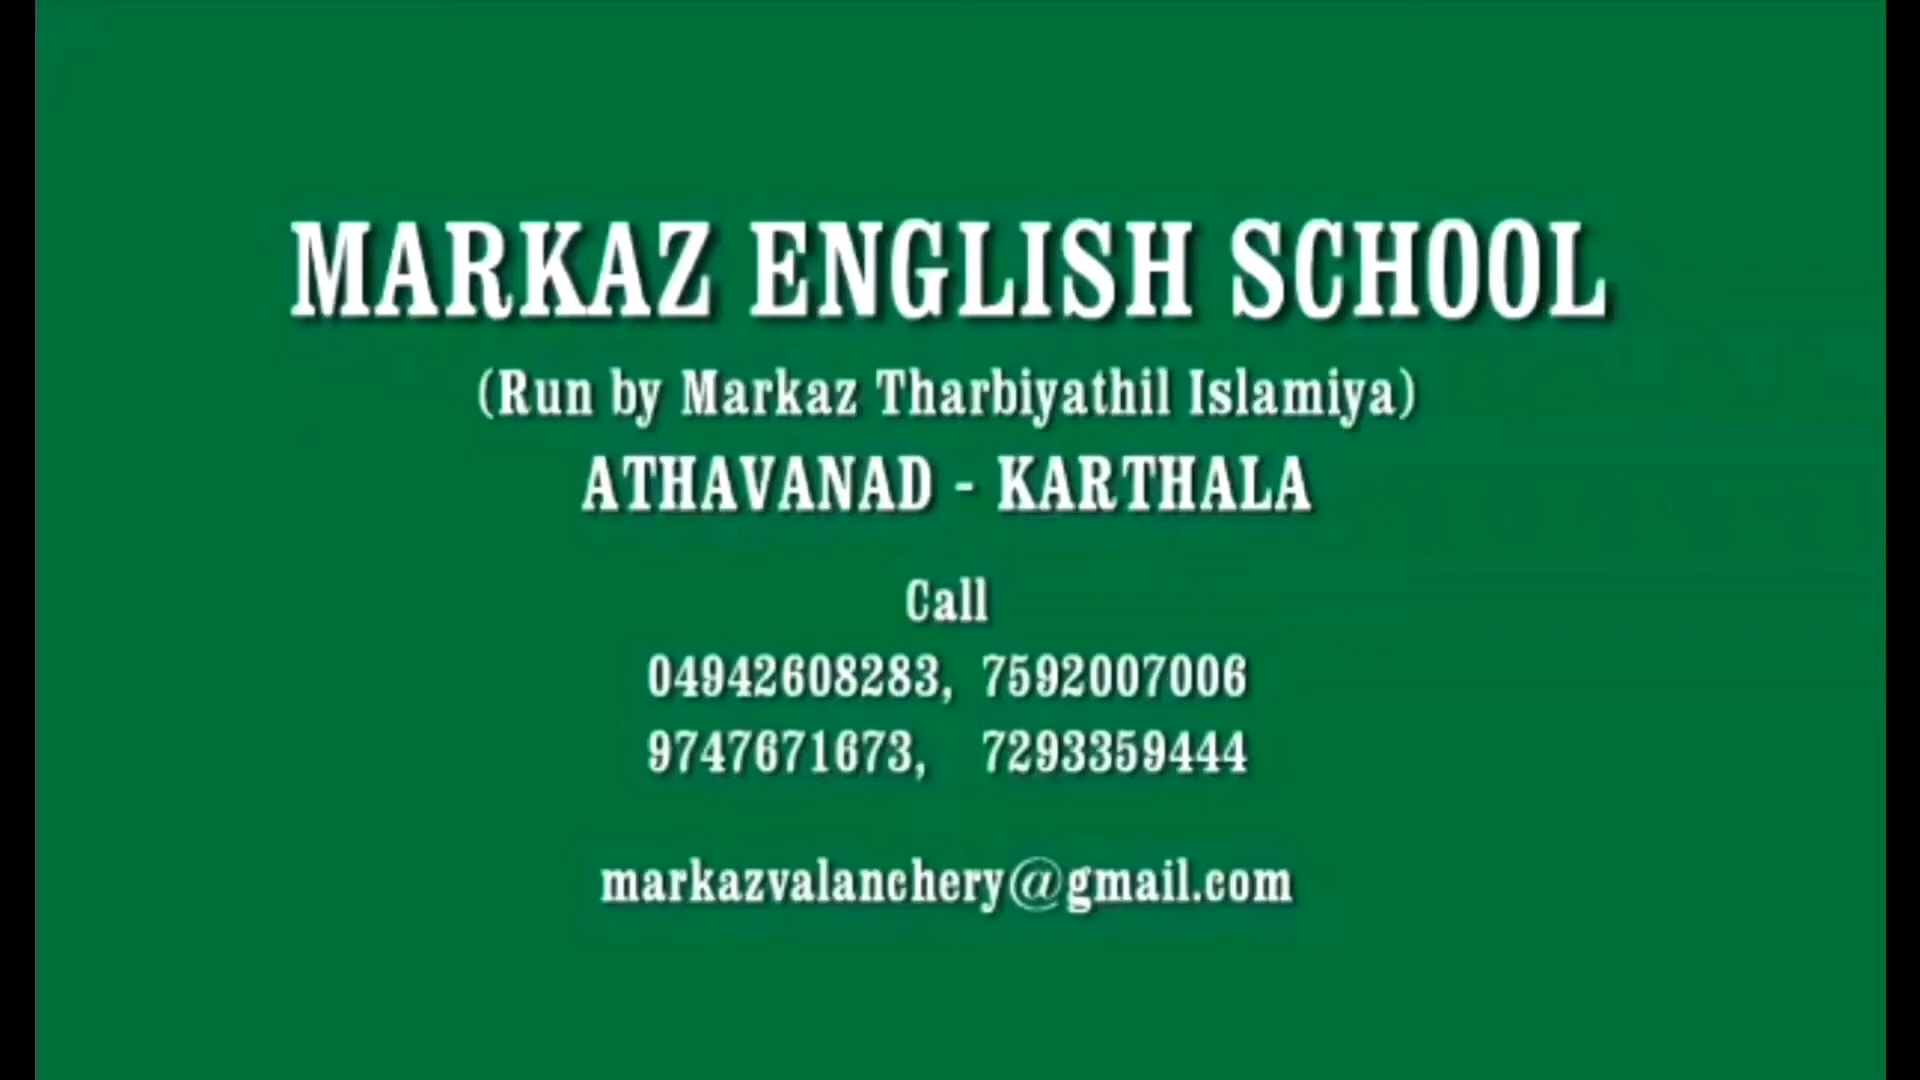 MARKAZ ENGLISH SCHOOL
(Run by Markaz Tharbiyathil Islamiya)
ATHAVANAD - KARTHALA
Call
04942608283, 7592007006
9747671673, 7293359444
markazvalanchery@gmail.com